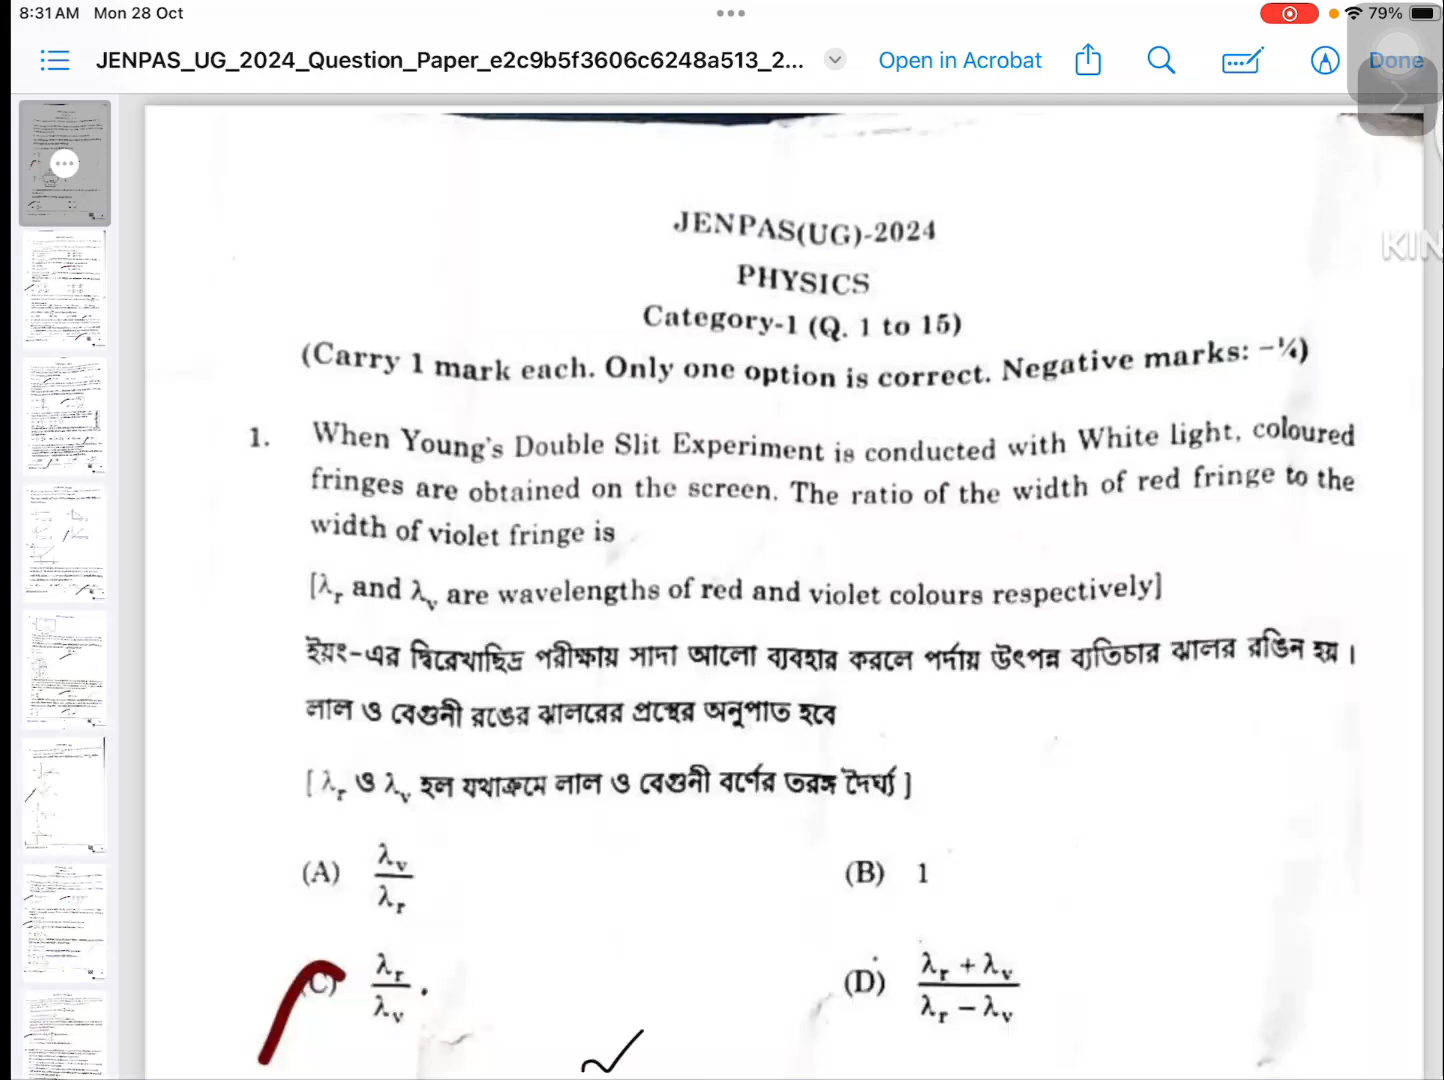 8:31 AM Mon 28 Oct
79%
JENPAS_UG_2024_Question_Paper_e2c9b5f3606c6248a513_2...
Open in Acrobat
Done
KIN
JENPAS(UG)-2024
PHYSICS
Category-1 (Q. 1 to 15)
(Carry 1 mark each. Only one option is correct. Negative marks: -¼)
1. When Young's Double Slit Experiment is conducted with White light, coloured
fringes are obtained on the screen. The ratio of the width of red fringe to the
width of violet fringe is
[λr and λv are wavelengths of red and violet colours respectively]
ইয়ং-এর দ্বিরেখাছিদ্র পরীক্ষায় সাদা আলো ব্যবহার করলে পর্দায় উৎপন্ন ব্যতিচার ঝালর রঙিন হয়।
লাল ও বেগুনী রঙের ঝালরের প্রস্থের অনুপাত হবে
[ λr ও λv হল যথাক্রমে লাল ও বেগুনী বর্ণের তরঙ্গ দৈর্ঘ্য ]
(A) λv/λr (B) 1
(C) λr/λv . (D) (λr + λv)/(λr − λv)